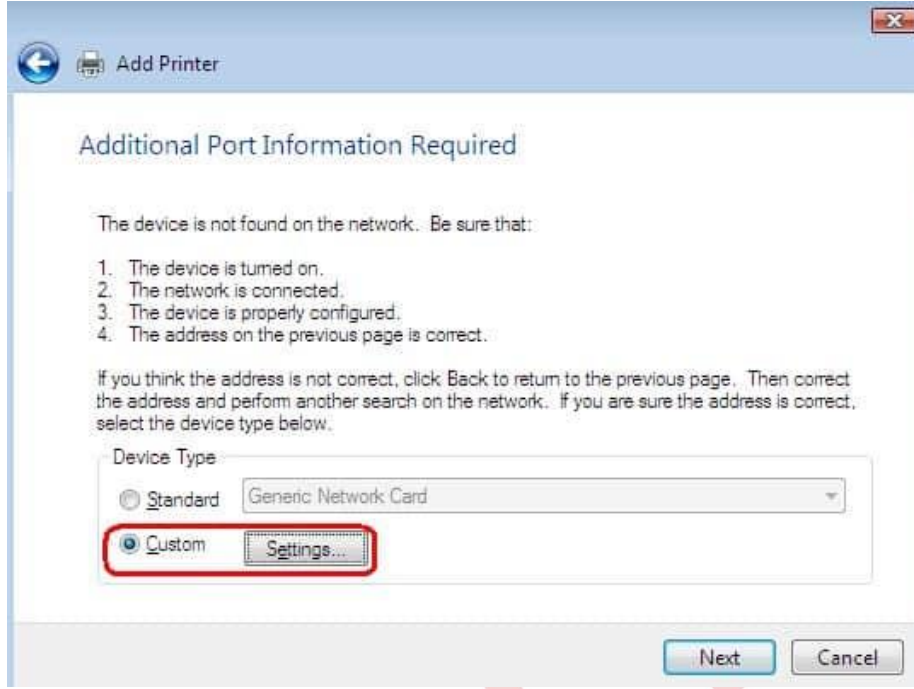 Add Printer
Additional Port Information Required
The device is not found on the network. Be sure that:
1. The device is turned on.
2. The network is connected.
3. The device is properly configured.
4. The address on the previous page is correct.
If you think the address is not correct, click Back to return to the previous page. Then correct
the address and perform another search on the network. If you are sure the address is correct,
select the device type below.
Device Type
Standard Generic Network Card
Custom Settings...
Next Cancel